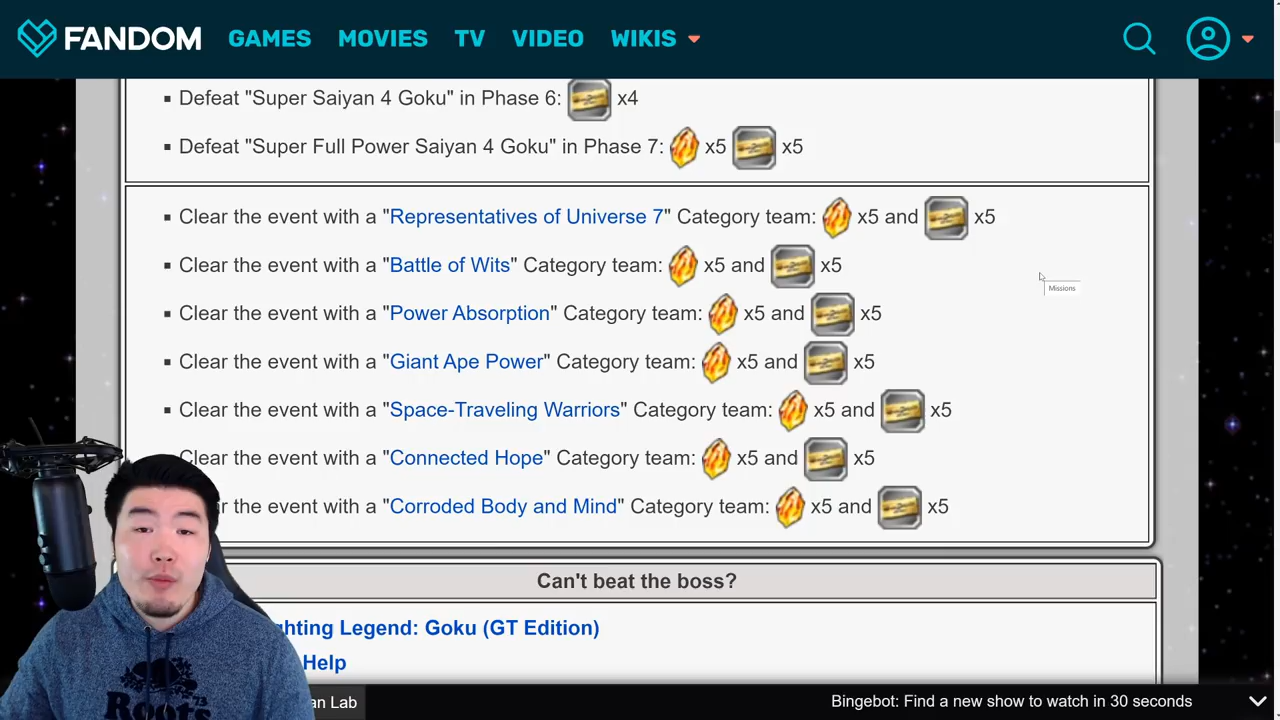 FANDOM GAMES MOVIES TV VIDEO WIKIS
Defeat "Super Saiyan 4 Goku" in Phase 6: x4
Defeat "Super Full Power Saiyan 4 Goku" in Phase 7: x5 x5
Clear the event with a "Representatives of Universe 7" Category team: x5 and x5
Clear the event with a "Battle of Wits" Category team: x5 and x5
Missions
Clear the event with a "Power Absorption" Category team: x5 and x5
Clear the event with a "Giant Ape Power" Category team: x5 and x5
Clear the event with a "Space-Traveling Warriors" Category team: x5 and x5
Clear the event with a "Connected Hope" Category team: x5 and x5
the event with a "Corroded Body and Mind" Category team: x5 and x5
Can't beat the boss?
ghting Legend: Goku (GT Edition)
Help
an Lab
Bingebot: Find a new show to watch in 30 seconds
Roots